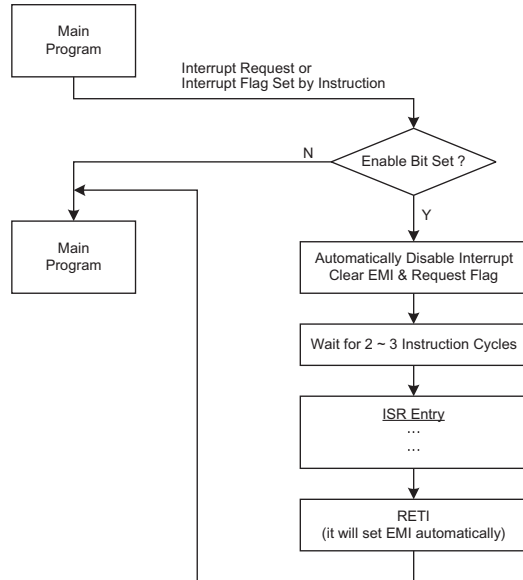 Main
Program
Interrupt Request or
Interrupt Flag Set by Instruction
Enable Bit Set ?
N
Y
Main
Program
Automatically Disable Interrupt
Clear EMI & Request Flag
Wait for 2 ~ 3 Instruction Cycles
ISR Entry
...
...
RETI
(it will set EMI automatically)